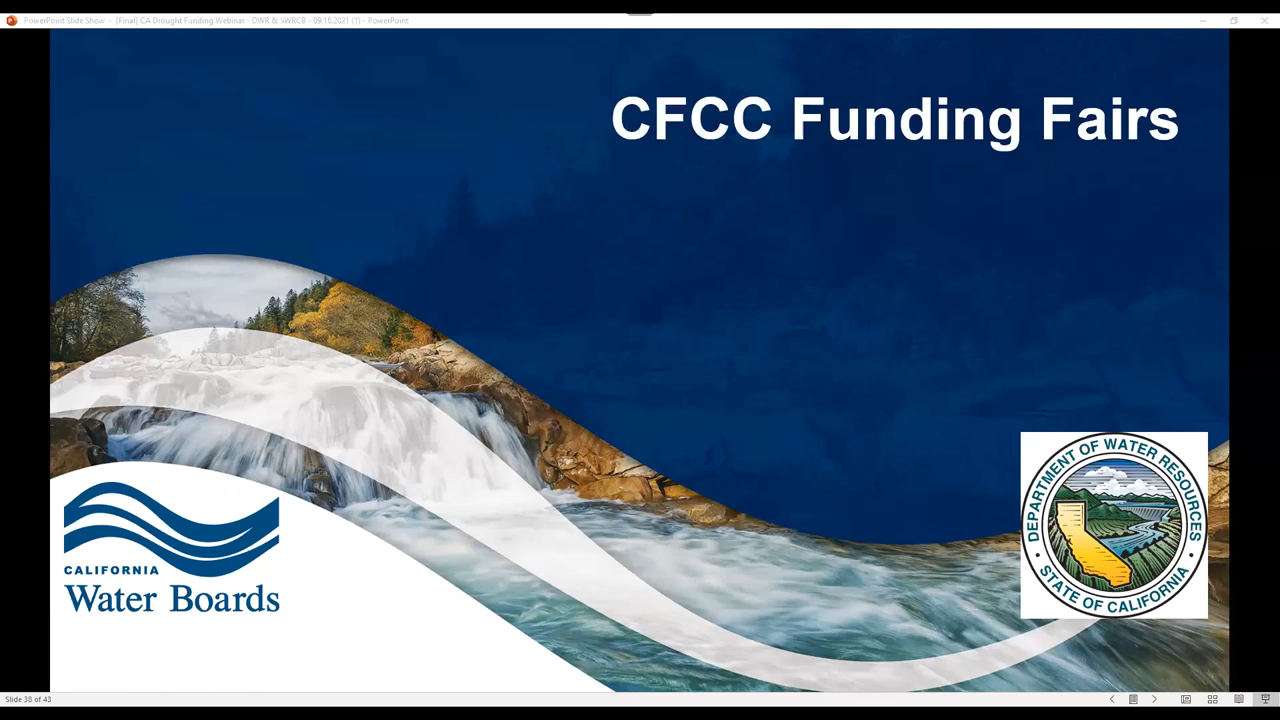 PowerPoint Slide Show - [Final] CA Drought Funding Webinar - DWR & SWRCB - 09.16.2021 (1) - PowerPoint
CFCC Funding Fairs
DEPARTMENT OF WATER RESOURCES
STATE OF CALIFORNIA
CALIFORNIA
Water Boards
Slide 38 of 43